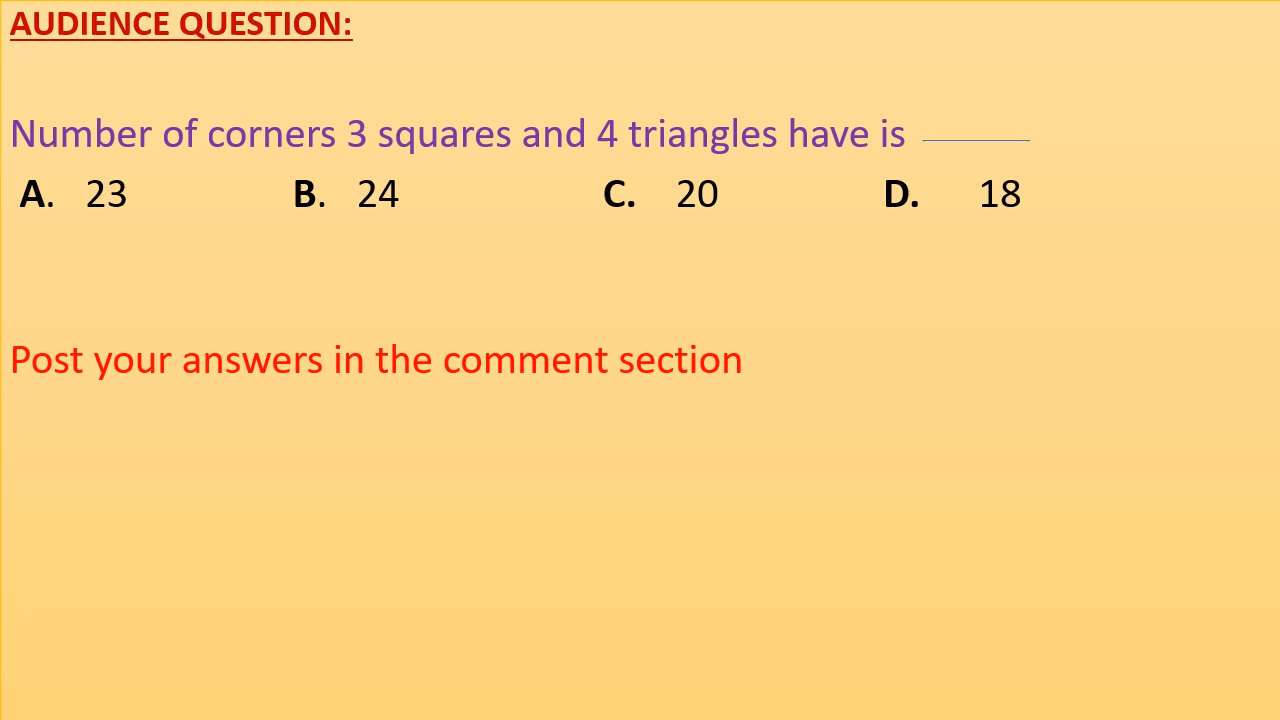 AUDIENCE QUESTION:
Number of corners 3 squares and 4 triangles have is ______
A. 23 B. 24 C. 20 D. 18
Post your answers in the comment section